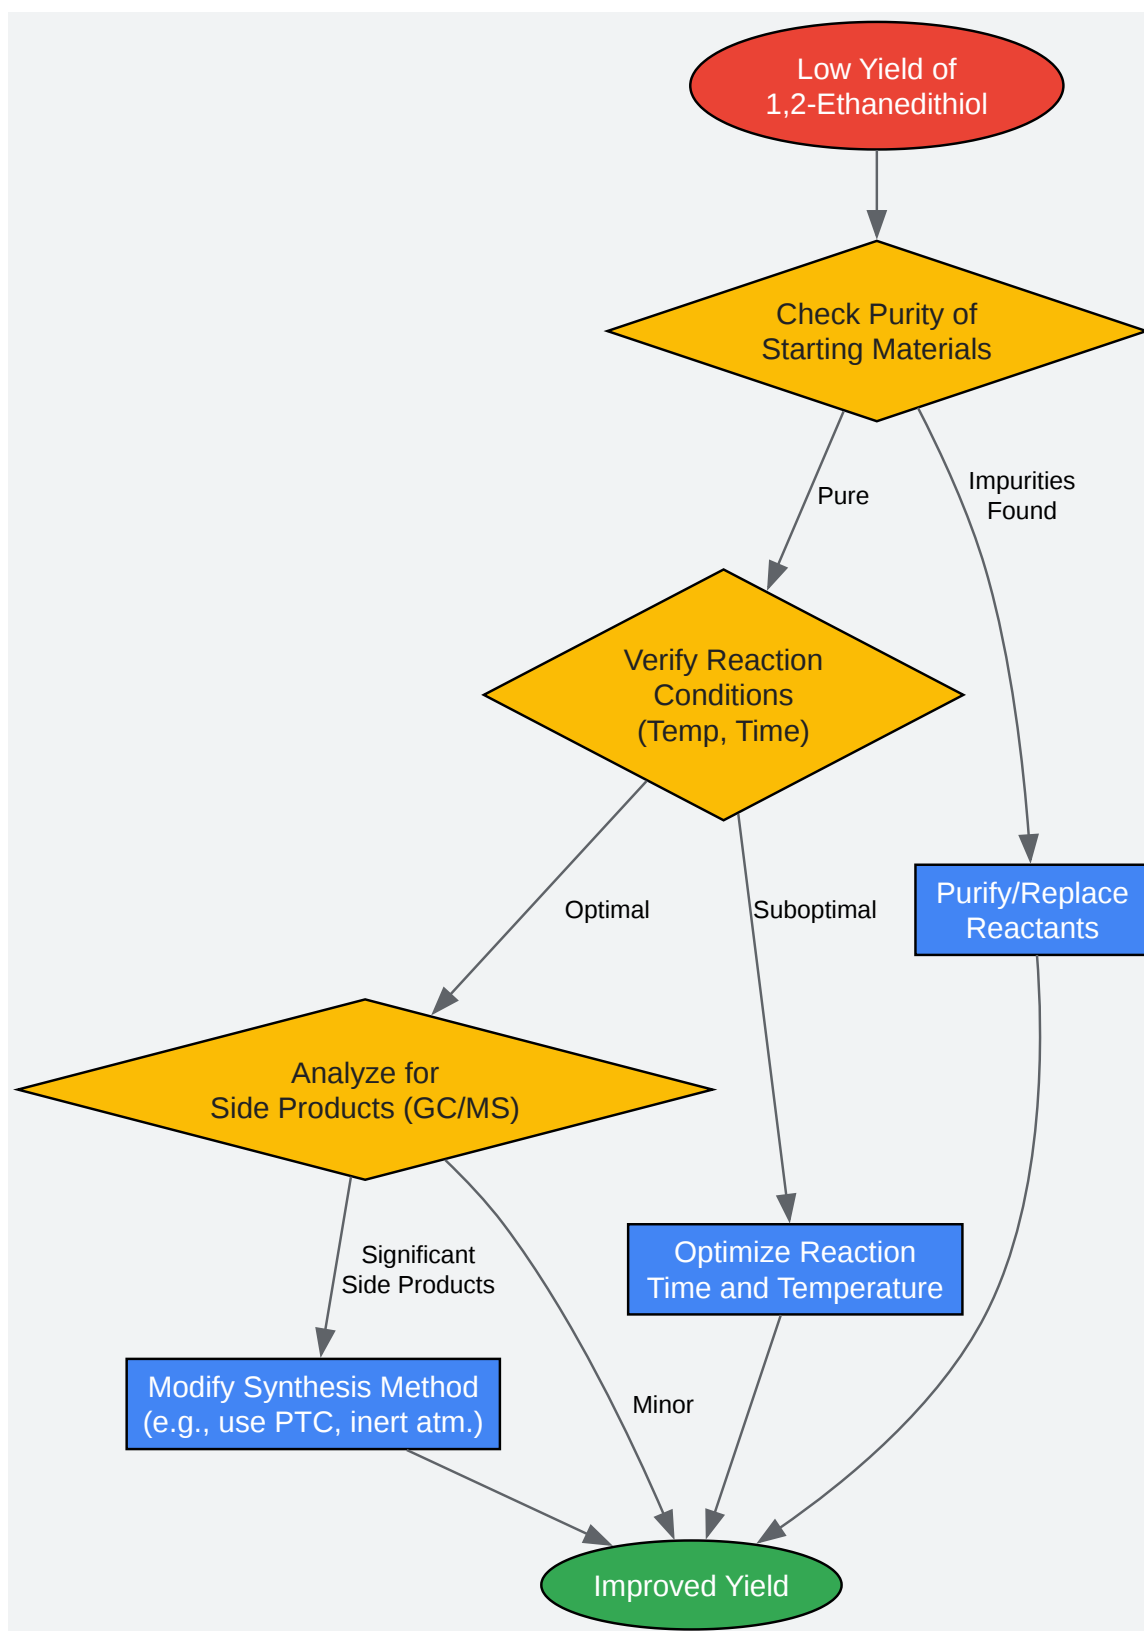 Low Yield of
1,2-Ethanedithiol
Check Purity of
Starting Materials
Pure
Impurities
Found
Verify Reaction
Conditions
(Temp, Time)
Optimal
Suboptimal
Purify/Replace
Reactants
Analyze for
Side Products (GC/MS)
Significant
Side Products
Optimize Reaction
Time and Temperature
Modify Synthesis Method
(e.g., use PTC, inert atm.)
Minor
Improved Yield